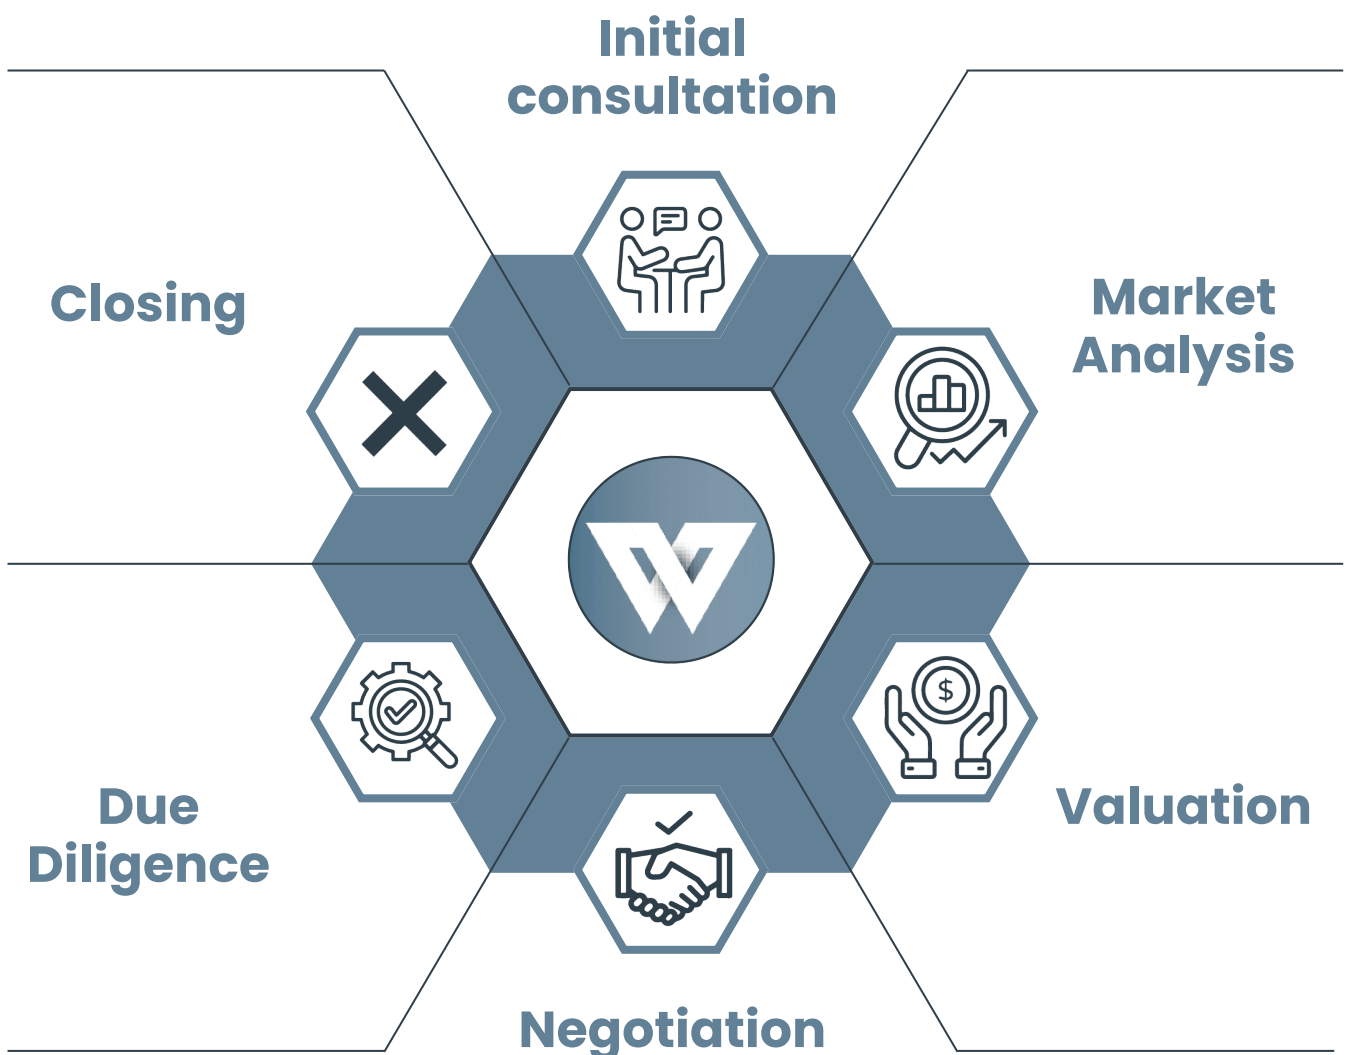 Initial
consultation
Market
Analysis
$
Valuation
Negotiation
Due
Diligence
Closing
W